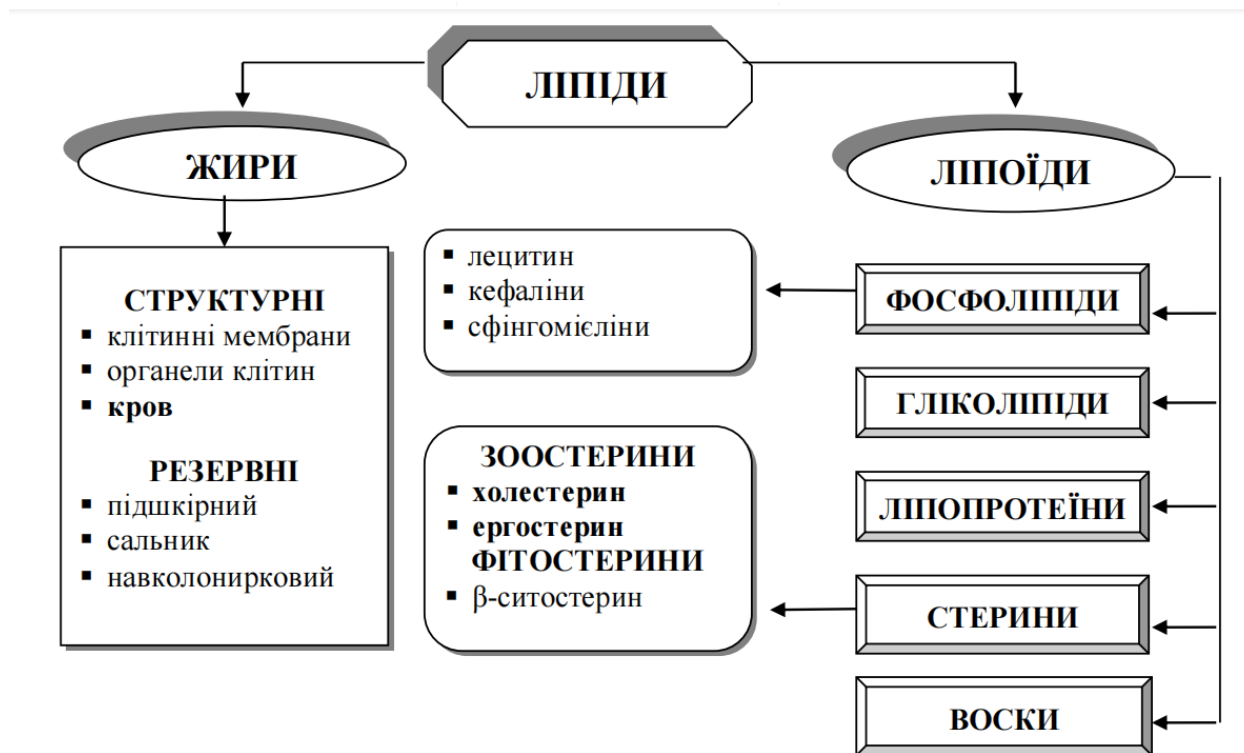 ЛІПІДИ
ЖИРИ
ЛІПОЇДИ
СТРУКТУРНІ
▪ клітинні мембрани
▪ органели клітин
▪ кров
РЕЗЕРВНІ
▪ підшкірний
▪ сальник
▪ навколонирковий
▪ лецитин
▪ кефаліни
▪ сфінгомієліни
ЗООСТЕРИНИ
▪ холестерин
▪ ергостерин
ФІТОСТЕРИНИ
▪ β-ситостерин
ФОСФОЛІПІДИ
ГЛІКОЛІПІДИ
ЛІПОПРОТЕЇНИ
СТЕРИНИ
ВОСКИ